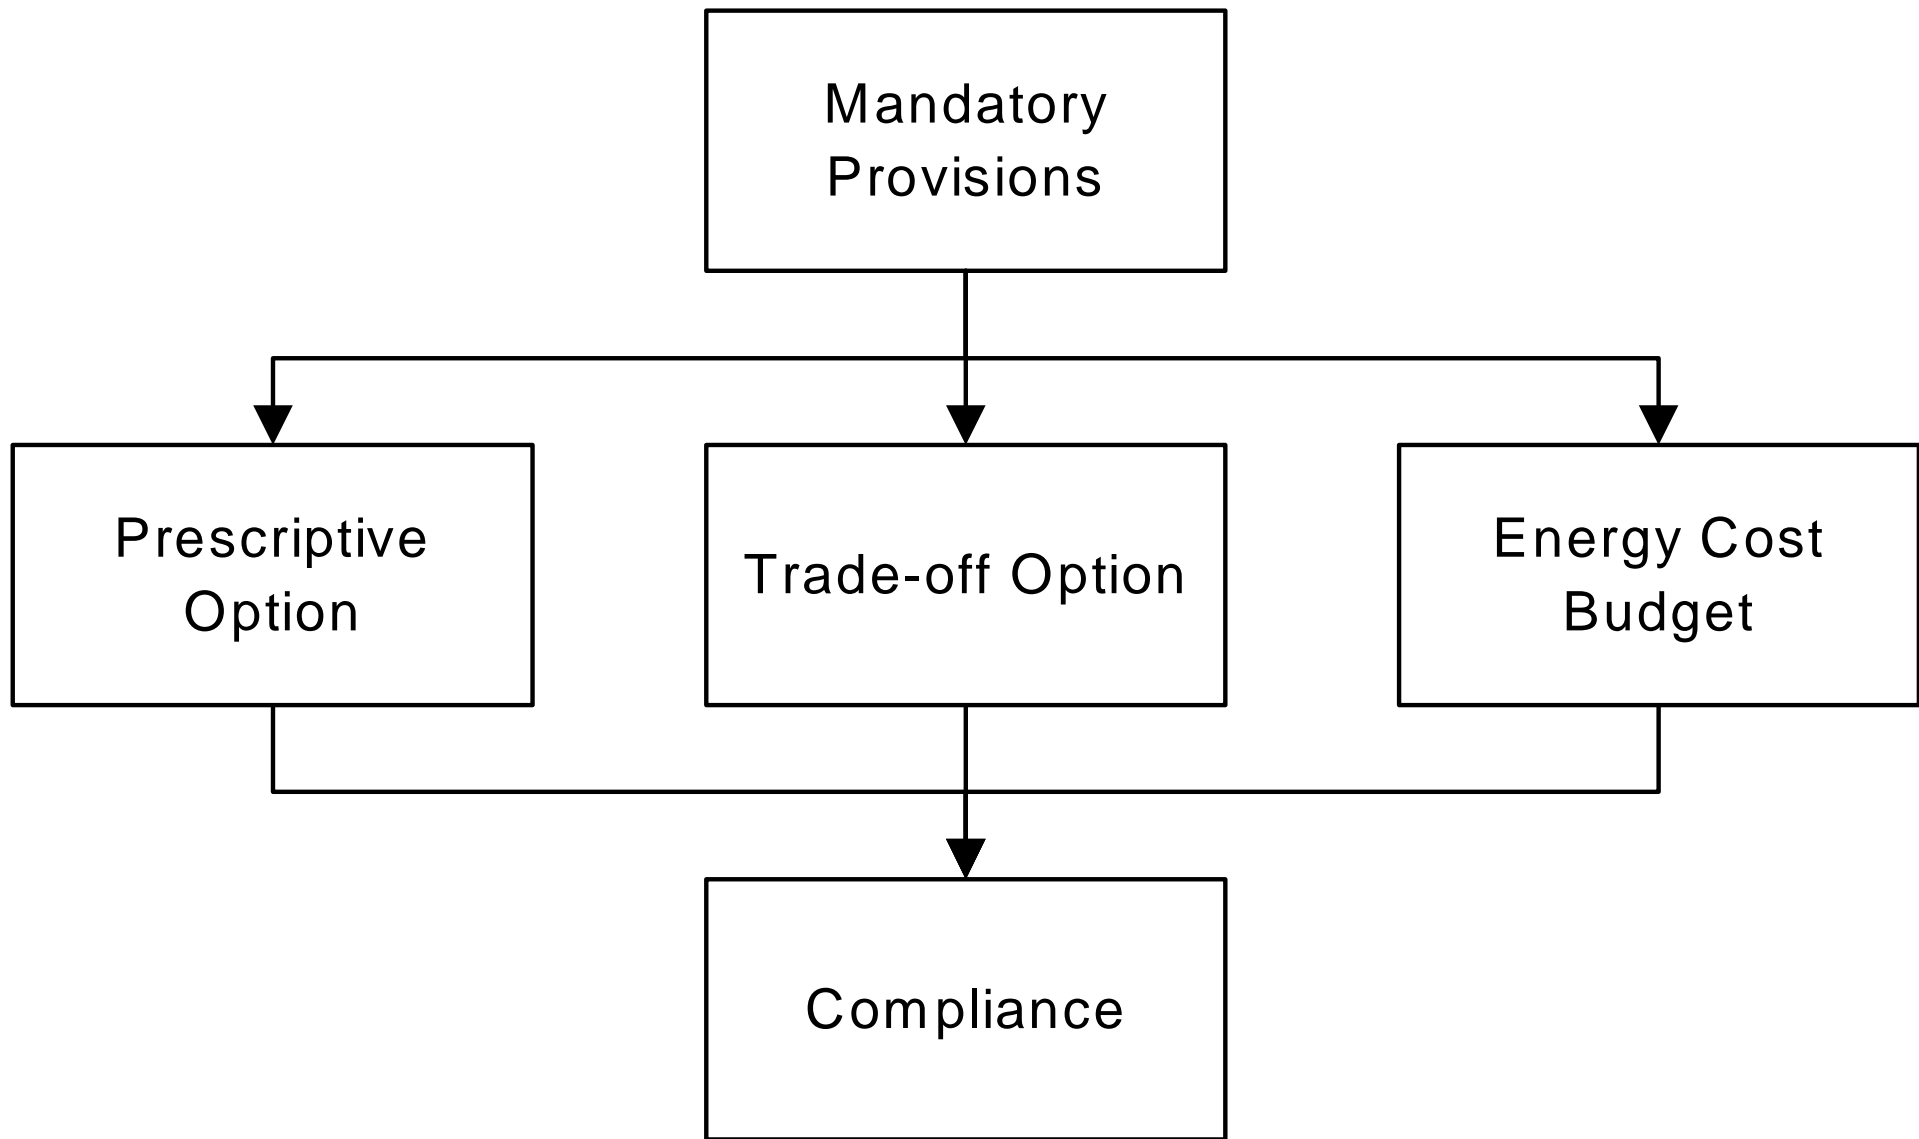 Mandatory
Provisions
Prescriptive
Option
Trade-off Option
Energy Cost
Budget
Compliance